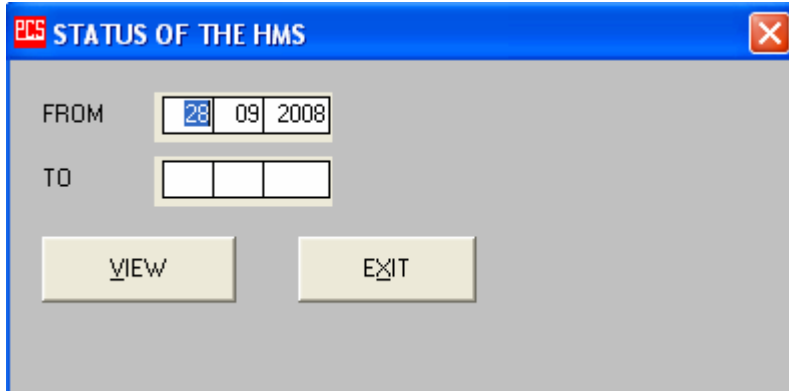 PCS STATUS OF THE HMS
FROM 28 09 2008
TO
VIEW EXIT